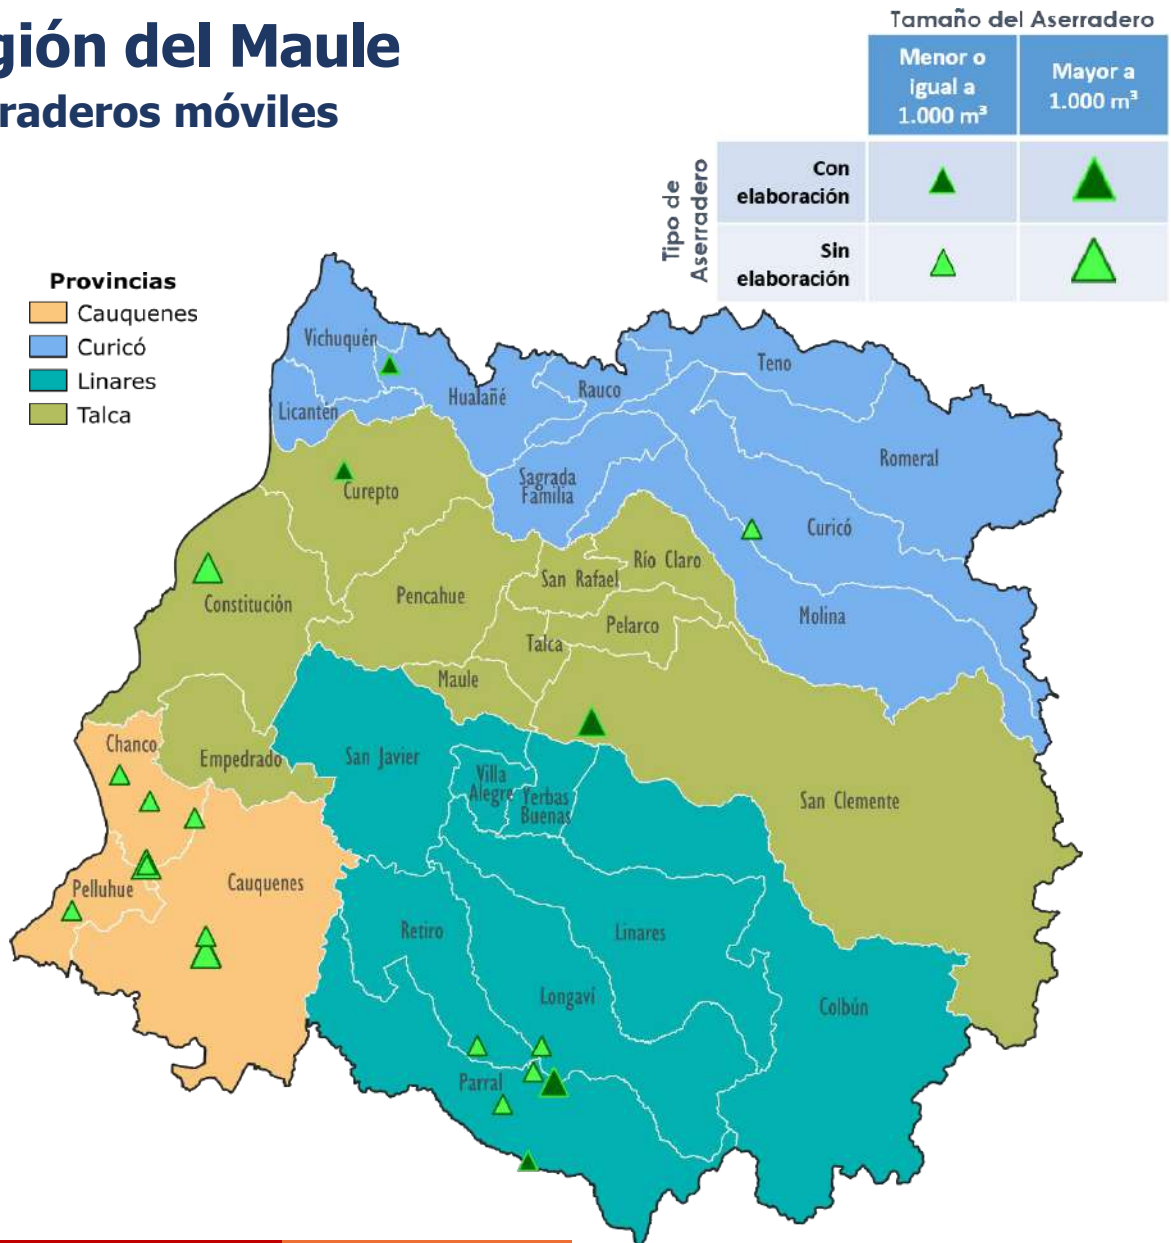 gión del Maule
raderos móviles
Tamaño del Aserradero
Menor o
igual a
1.000 m³
Mayor a
1.000 m³
Tipo de
Aserradero
Con
elaboración
Sin
elaboración
Provincias
Cauquenes
Curicó
Linares
Talca
Vichuquén
Teno
Hualañé
Rauco
Licantén
Romeral
Sagrada
Familia
Curepto
Curicó
Río Claro
San Rafael
Pencahue
Constitución
Molina
Pelarco
Talca
Maule
Chanco
San Javier
Empedrado
Villa
Alegre
Yerbas
Buenas
San Clemente
Cauquenes
Pelluhue
Retiro
Linares
Longaví
Colbún
Parral